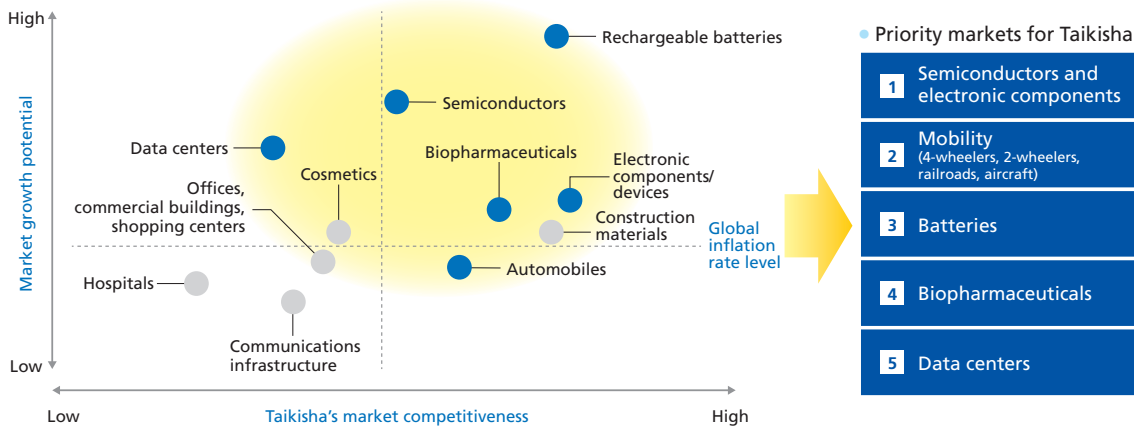 High
Market growth potential
Low
Rechargeable batteries
Semiconductors
Data centers
Biopharmaceuticals
Electronic
components/
devices
Cosmetics
Offices,
commercial buildings,
shopping centers
Construction
materials
Global
inflation
rate level
Automobiles
Hospitals
Communications
infrastructure
Low
Taikisha’s market competitiveness
High
Priority markets for Taikisha
1 Semiconductors and
electronic components
2 Mobility
(4-wheelers, 2-wheelers,
railroads, aircraft)
3 Batteries
4 Biopharmaceuticals
5 Data centers